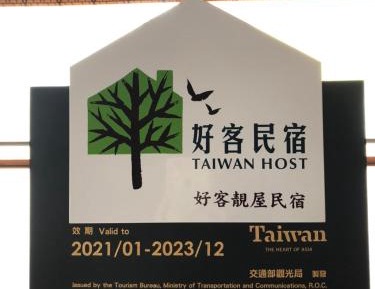 好客民宿
TAIWAN HOST
好客靚屋民宿
效期 Valid to
2021/01-2023/12
Taiwan
THE HEART OF ASIA
交通部觀光局 製發
Issued by the Tourism Bureau, Ministry of Transportation and Communications, R.O.C.